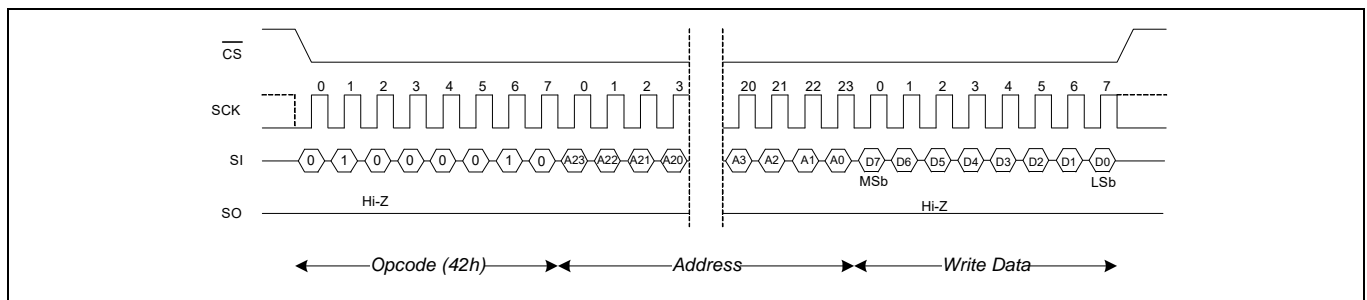 CS
0 1 2 3 4 5 6 7 0 1 2 3 20 21 22 23 0 1 2 3 4 5 6 7
SCK
SI 0 1 0 0 0 0 1 0 A23 A22 A21 A20 A3 A2 A1 A0 D7 D6 D5 D4 D3 D2 D1 D0
MSb LSb
Hi-Z Hi-Z
SO
Opcode (42h) Address Write Data